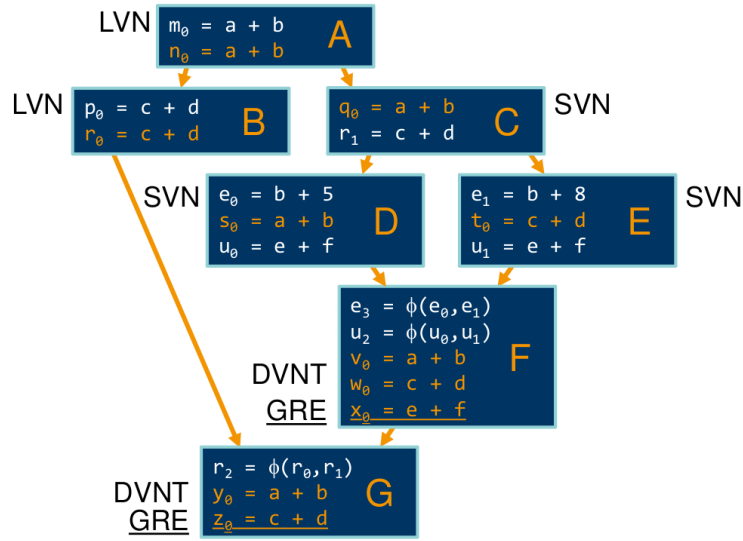 LVN
m₀ = a + b
n₀ = a + b
A
LVN
p₀ = c + d
r₀ = c + d
B
q₀ = a + b
r₁ = c + d
C
SVN
SVN
e₀ = b + 5
s₀ = a + b
u₀ = e + f
D
e₁ = b + 8
t₀ = c + d
u₁ = e + f
E
SVN
e₃ = ϕ(e₀,e₁)
u₂ = ϕ(u₀,u₁)
v₀ = a + b
w₀ = c + d
x₀ = e + f
F
DVNT
GRE
r₂ = ϕ(r₀,r₁)
y₀ = a + b
z₀ = c + d
G
DVNT
GRE